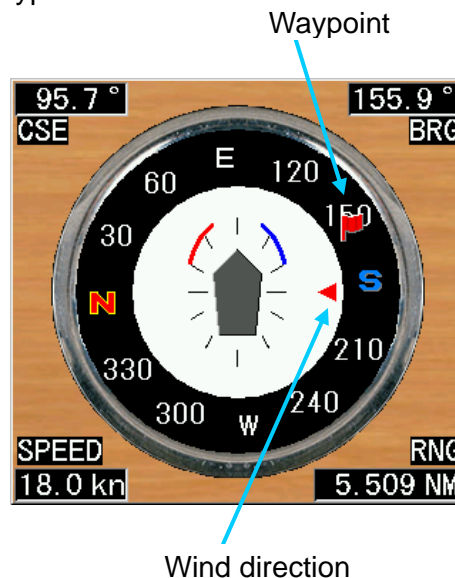 Waypoint
95.7°
155.9°
CSE
BRG
E
60
120
30
150
N
S
330
210
300
240
W
SPEED
RNG
18.0 kn
5.509 NM
Wind direction